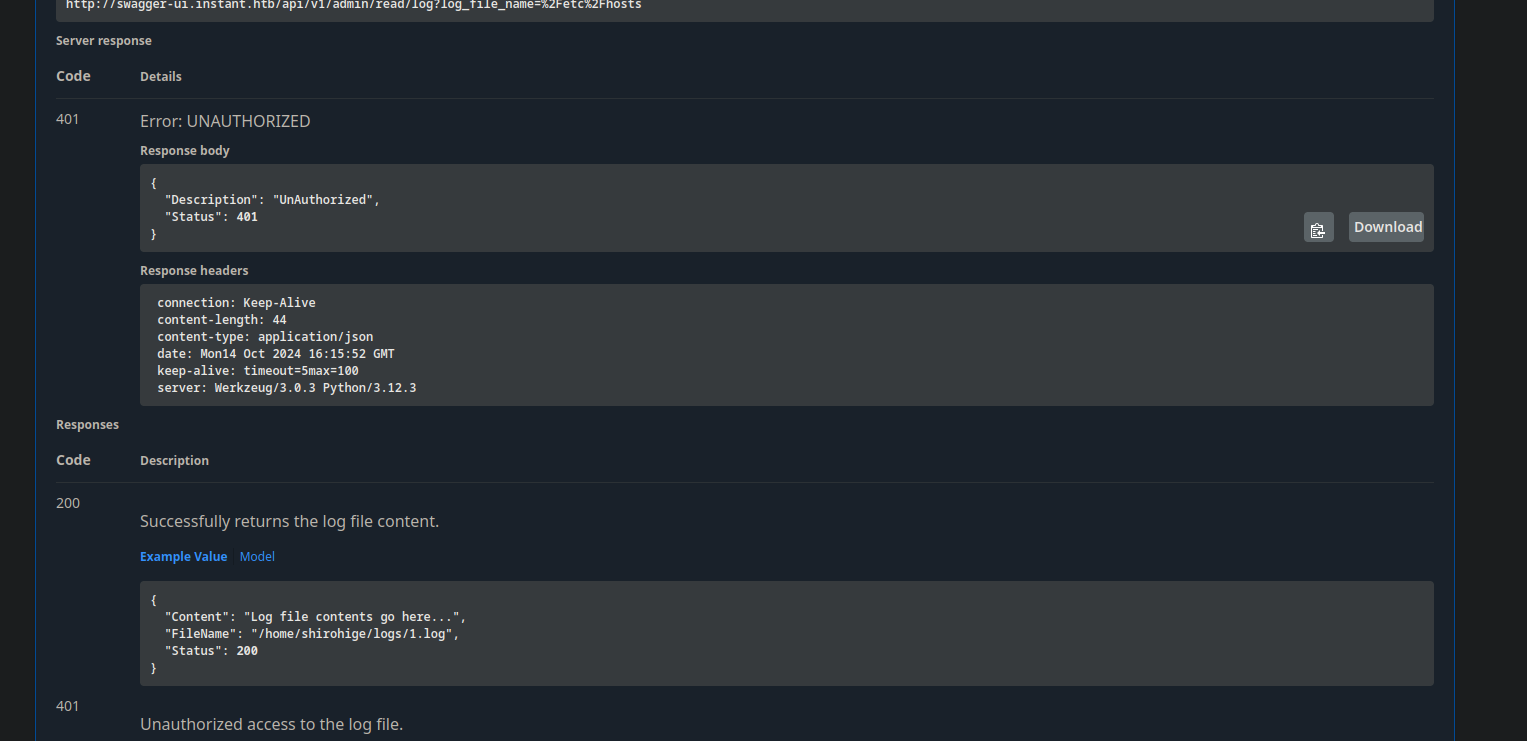 http://swagger-ui.instant.htb/api/v1/admin/read/log?log_file_name=%2Fetc%2Fhosts
Server response
Code Details
401 Error: UNAUTHORIZED
Response body
{
  "Description": "UnAuthorized",
  "Status": 401
}
Download
Response headers
connection: Keep-Alive
content-length: 44
content-type: application/json
date: Mon14 Oct 2024 16:15:52 GMT
keep-alive: timeout=5max=100
server: Werkzeug/3.0.3 Python/3.12.3
Responses
Code Description
200
Successfully returns the log file content.
Example Value Model
{
  "Content": "Log file contents go here...",
  "FileName": "/home/shirohige/logs/1.log",
  "Status": 200
}
401
Unauthorized access to the log file.